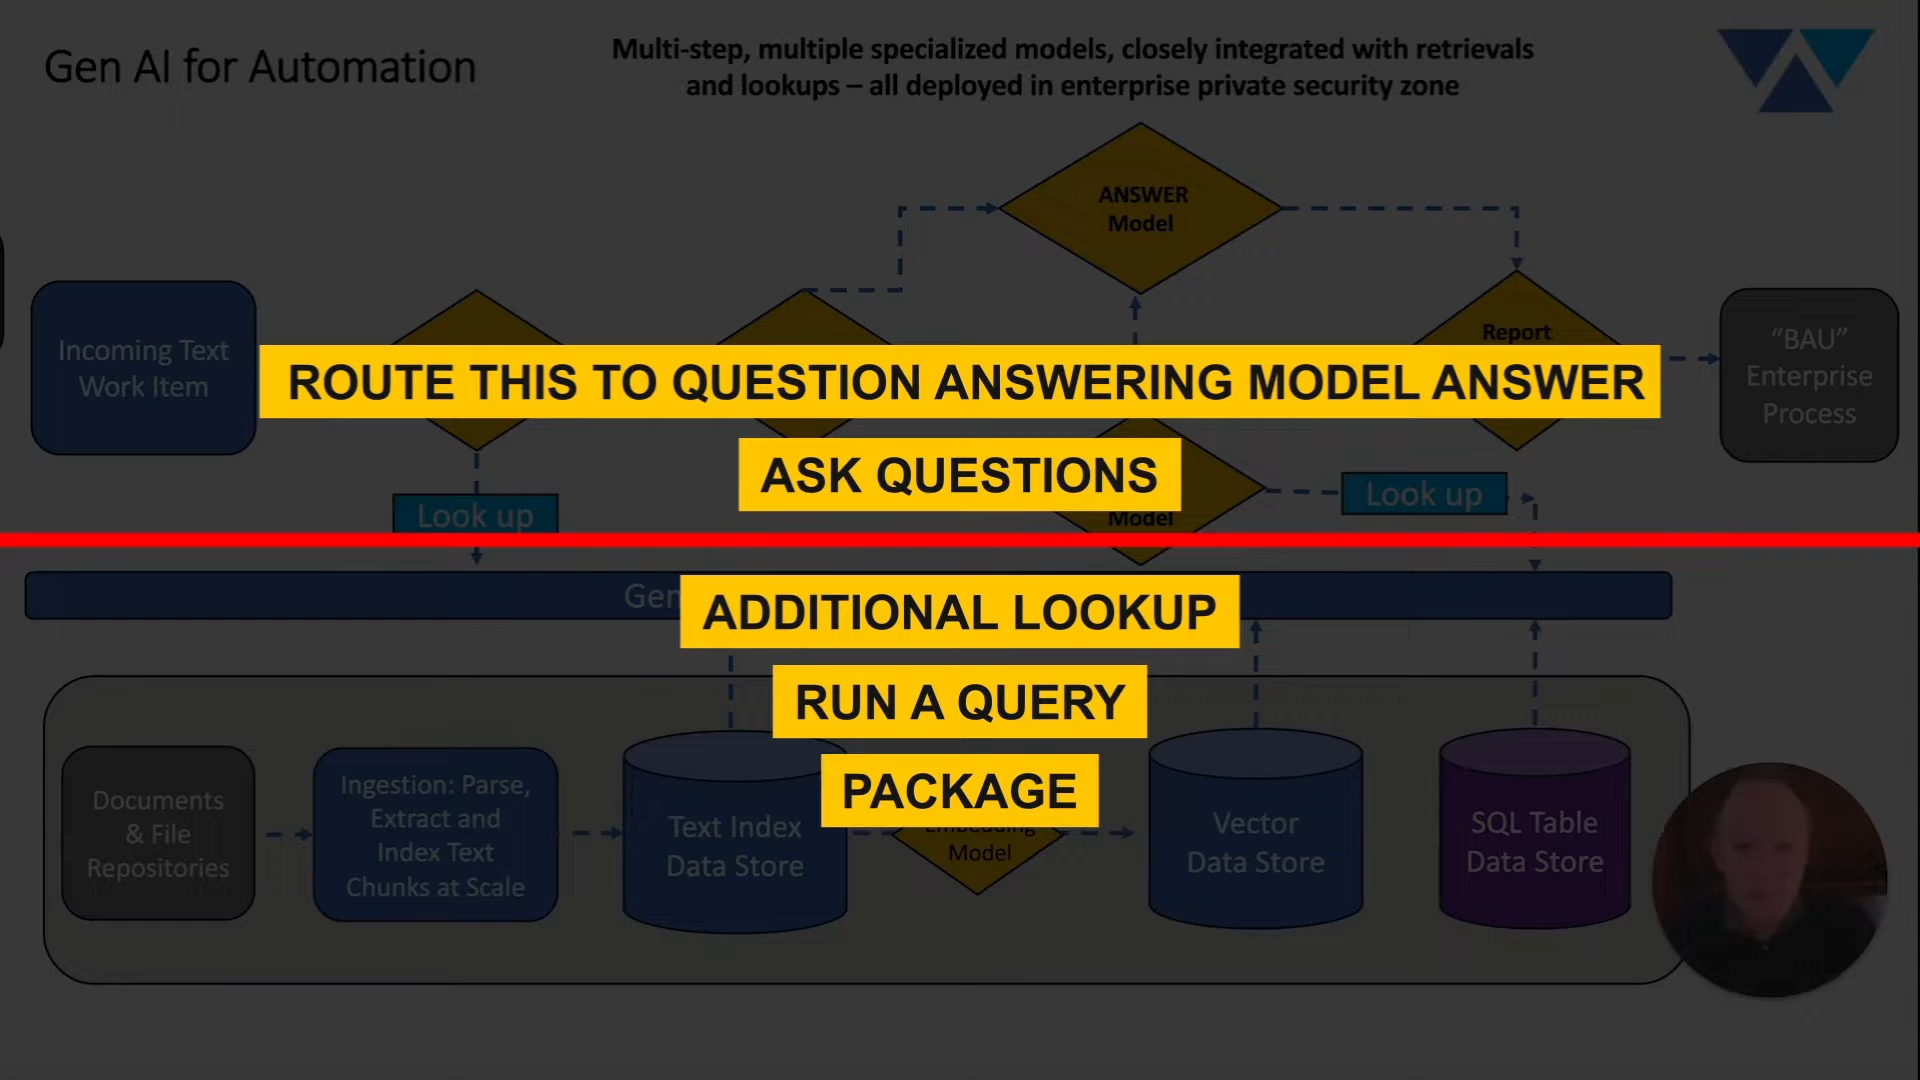 Gen AI for Automation
Multi-step, multiple specialized models, closely integrated with retrievals
and lookups – all deployed in enterprise private security zone
ANSWER
Model
Incoming Text
Work Item
Report
“BAU”
Enterprise
Process
ROUTE THIS TO QUESTION ANSWERING MODEL ANSWER
ASK QUESTIONS
Look up
Model
Look up
Gen
ADDITIONAL LOOKUP
RUN A QUERY
PACKAGE
Documents
& File
Repositories
Ingestion: Parse,
Extract and
Index Text
Chunks at Scale
Text Index
Data Store
Embedding
Model
Vector
Data Store
SQL Table
Data Store